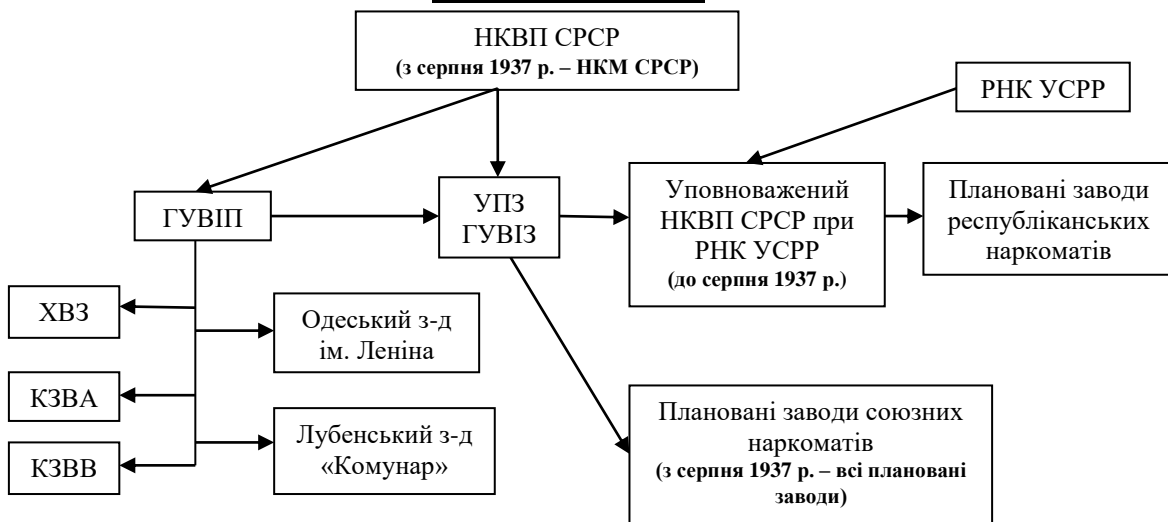 НКВП СРСР
(з серпня 1937 р. – НКМ СРСР)
РНК УСРР
ГУВІП
УПЗ
ГУВІЗ
Уповноважений
НКВП СРСР при
РНК УСРР
(до серпня 1937 р.)
Плановані заводи
республіканських
наркоматів
ХВЗ
Одеський з-д
ім. Леніна
КЗВА
Лубенський з-д
«Комунар»
КЗВВ
Плановані заводи союзних
наркоматів
(з серпня 1937 р. – всі плановані
заводи)